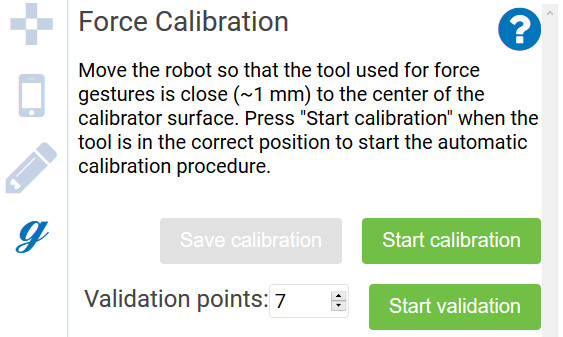 Force Calibration
?
Move the robot so that the tool used for force
gestures is close (~1 mm) to the center of the
calibrator surface. Press "Start calibration" when the
tool is in the correct position to start the automatic
calibration procedure.
g
Save calibration
Start calibration
Validation points: 7
Start validation